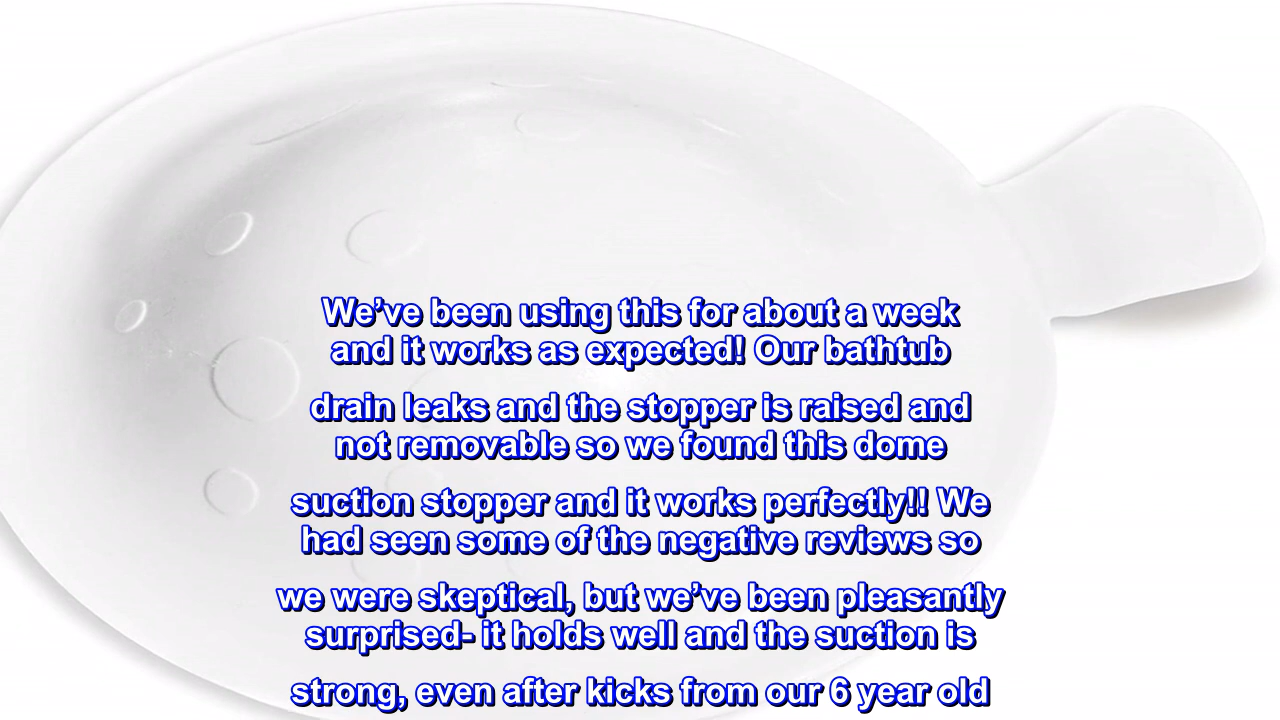 We’ve been using this for about a week
and it works as expected! Our bathtub
drain leaks and the stopper is raised and
not removable so we found this dome
suction stopper and it works perfectly!! We
had seen some of the negative reviews so
we were skeptical, but we’ve been pleasantly
surprised- it holds well and the suction is
strong, even after kicks from our 6 year old